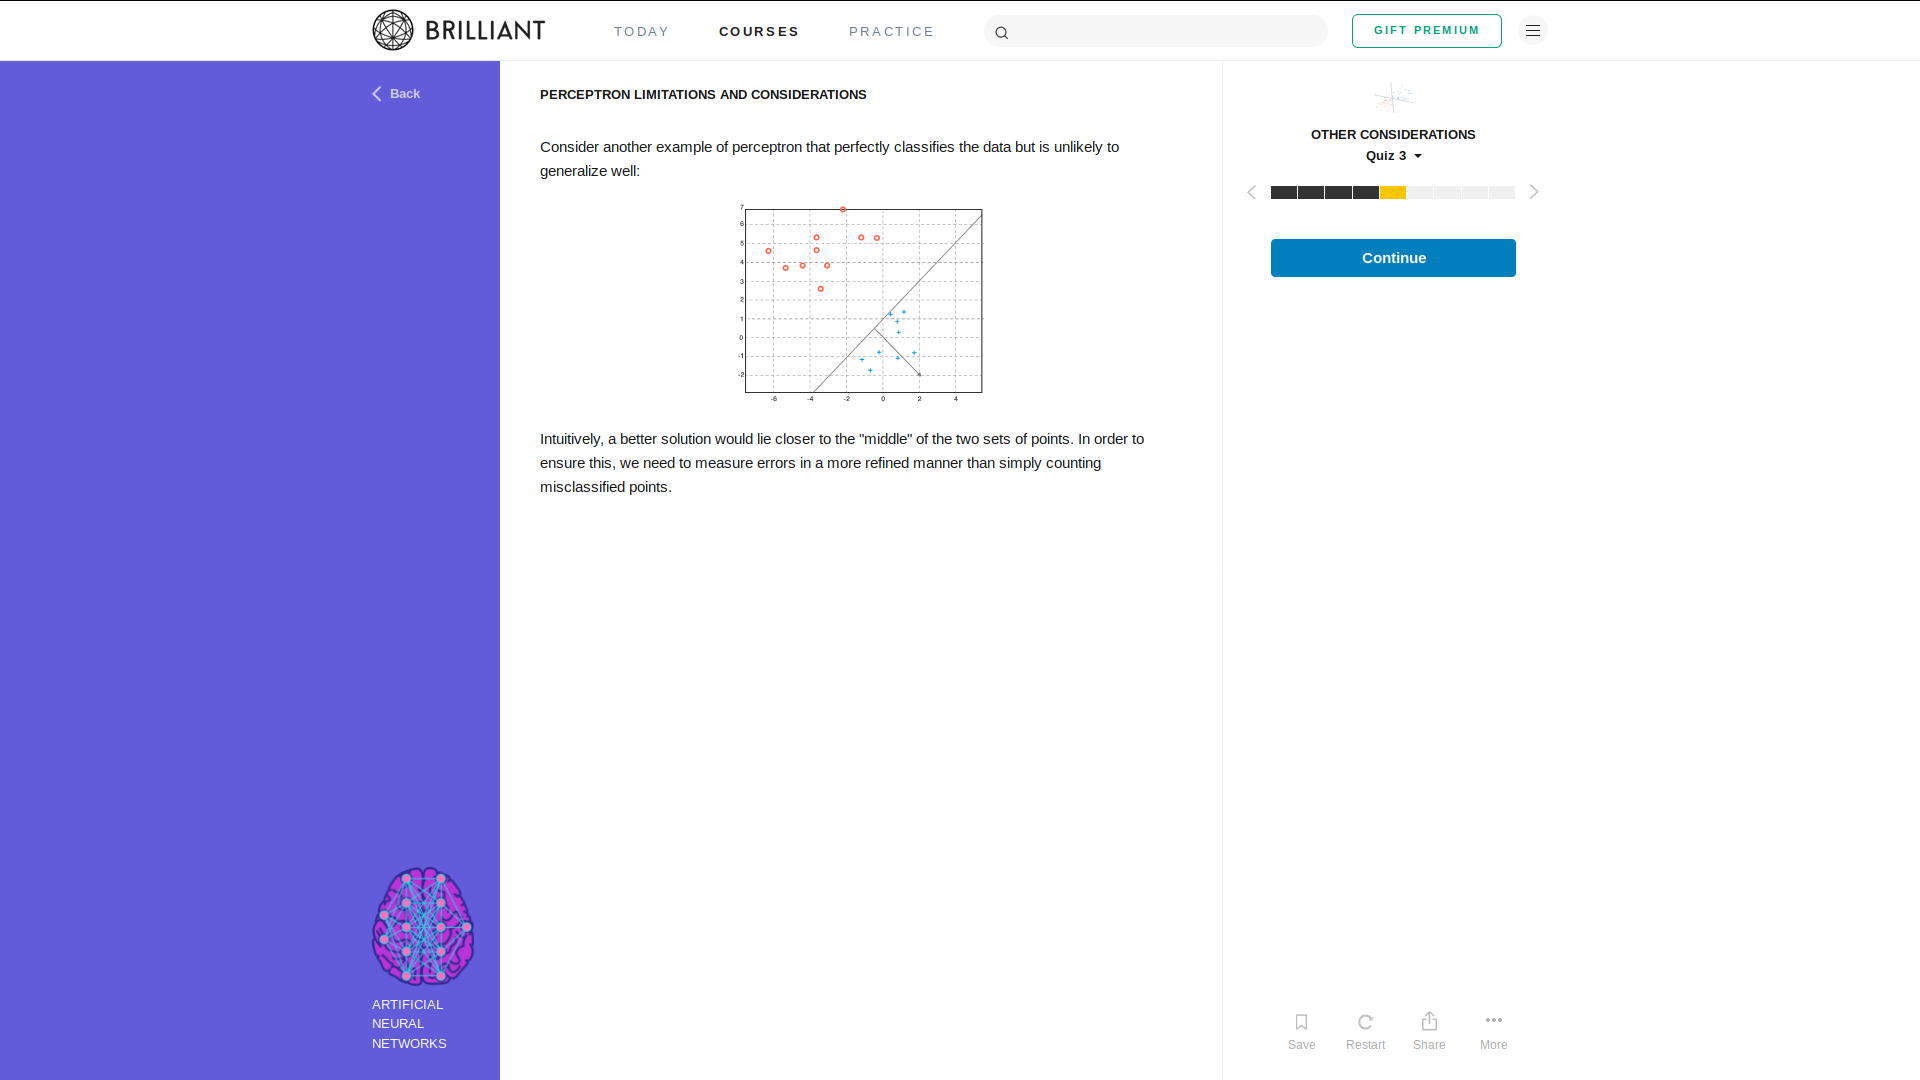 BRILLIANT
TODAY
COURSES
PRACTICE
GIFT PREMIUM
Back
PERCEPTRON LIMITATIONS AND CONSIDERATIONS
Consider another example of perceptron that perfectly classifies the data but is unlikely to
generalize well:
7
6
5
4
3
2
1
0
-1
-2
-6 -4 -2 0 2 4
Intuitively, a better solution would lie closer to the "middle" of the two sets of points. In order to
ensure this, we need to measure errors in a more refined manner than simply counting
misclassified points.
OTHER CONSIDERATIONS
Quiz 3
Continue
ARTIFICIAL
NEURAL
NETWORKS
Save Restart Share More